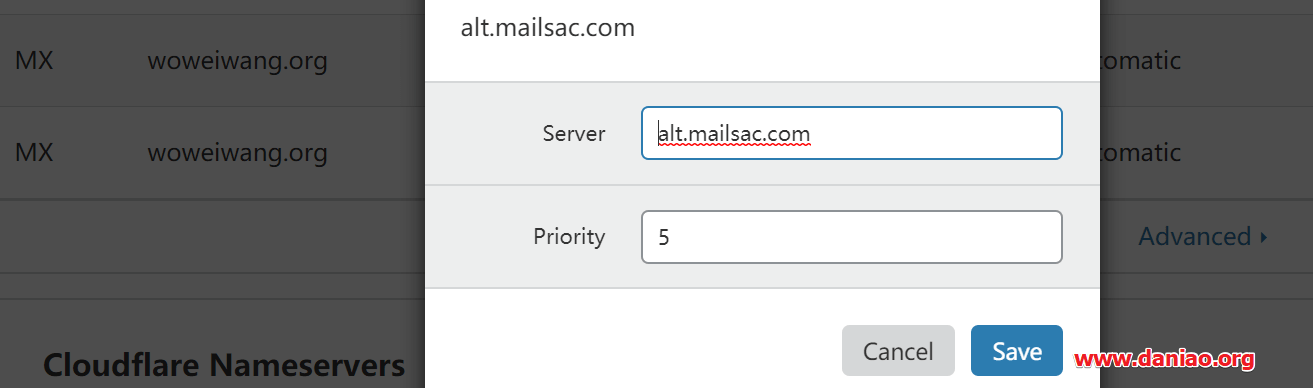 alt.mailsac.com
MX woweiwang.org tomatic
Server alt.mailsac.com
MX woweiwang.org tomatic
Priority 5
Advanced
Cloudflare Nameservers
Cancel Save
www.daniao.org